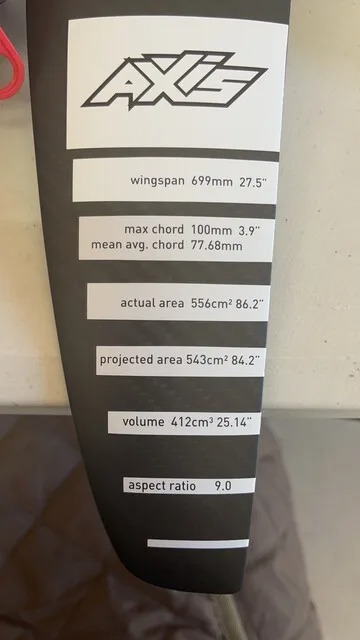 AXIS
wingspan 699mm 27.5"
max chord 100mm 3.9"
mean avg. chord 77.68mm
actual area 556cm² 86.2"
projected area 543cm² 84.2"
volume 412cm³ 25.14"
aspect ratio 9.0